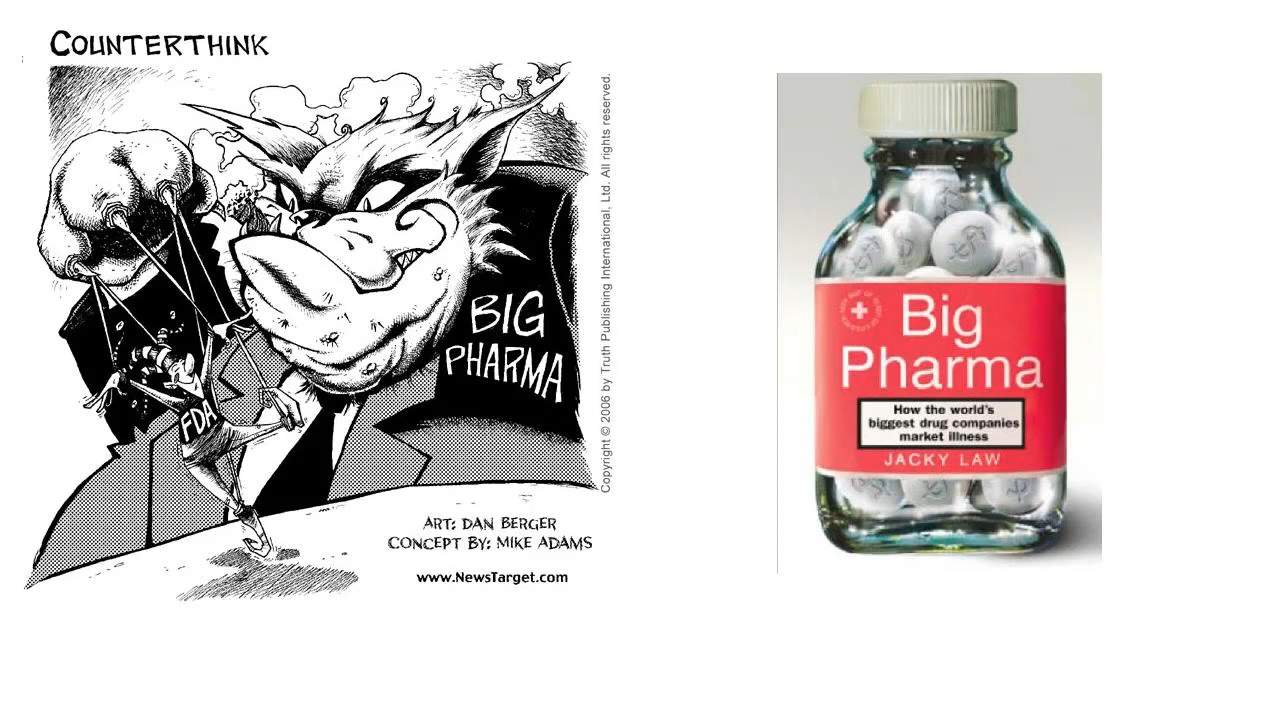 COUNTERTHINK
BIG
PHARMA
FDA
ART: DAN BERGER
CONCEPT BY: MIKE ADAMS
www.NewsTarget.com
Copyright © 2006 by Truth Publishing International, Ltd. All rights reserved.
Big
Pharma
How the world's
biggest drug companies
market illness
JACKY LAW